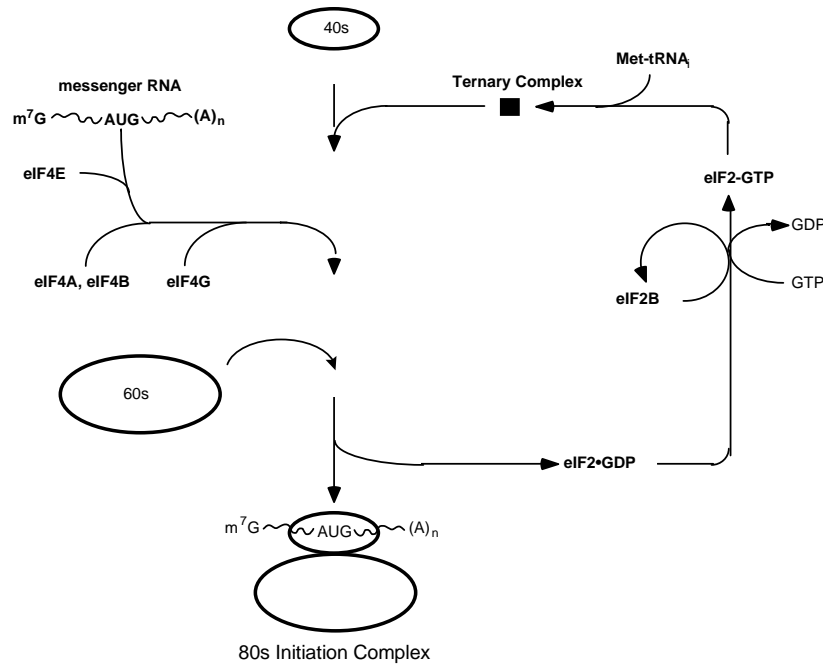 40s
Met-tRNAi
Ternary Complex
messenger RNA
m7G AUG (A)n
eIF4E
eIF2-GTP
GDP
eIF4A, eIF4B eIF4G
GTP
eIF2B
60s
eIF2•GDP
m7G AUG (A)n
80s Initiation Complex